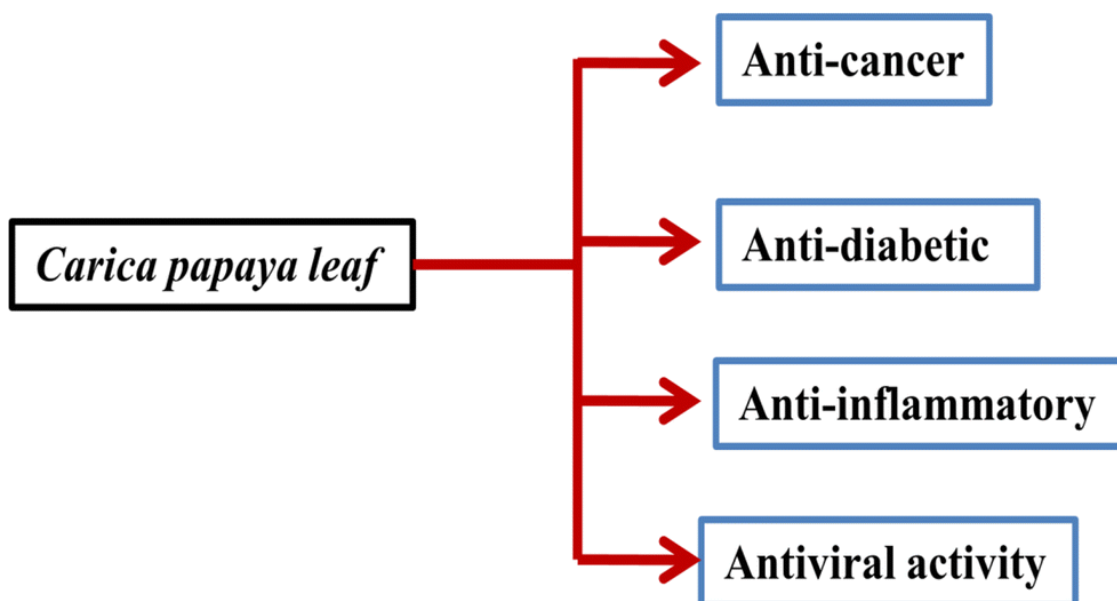 Anti-cancer
Carica papaya leaf
Anti-diabetic
Anti-inflammatory
Antiviral activity